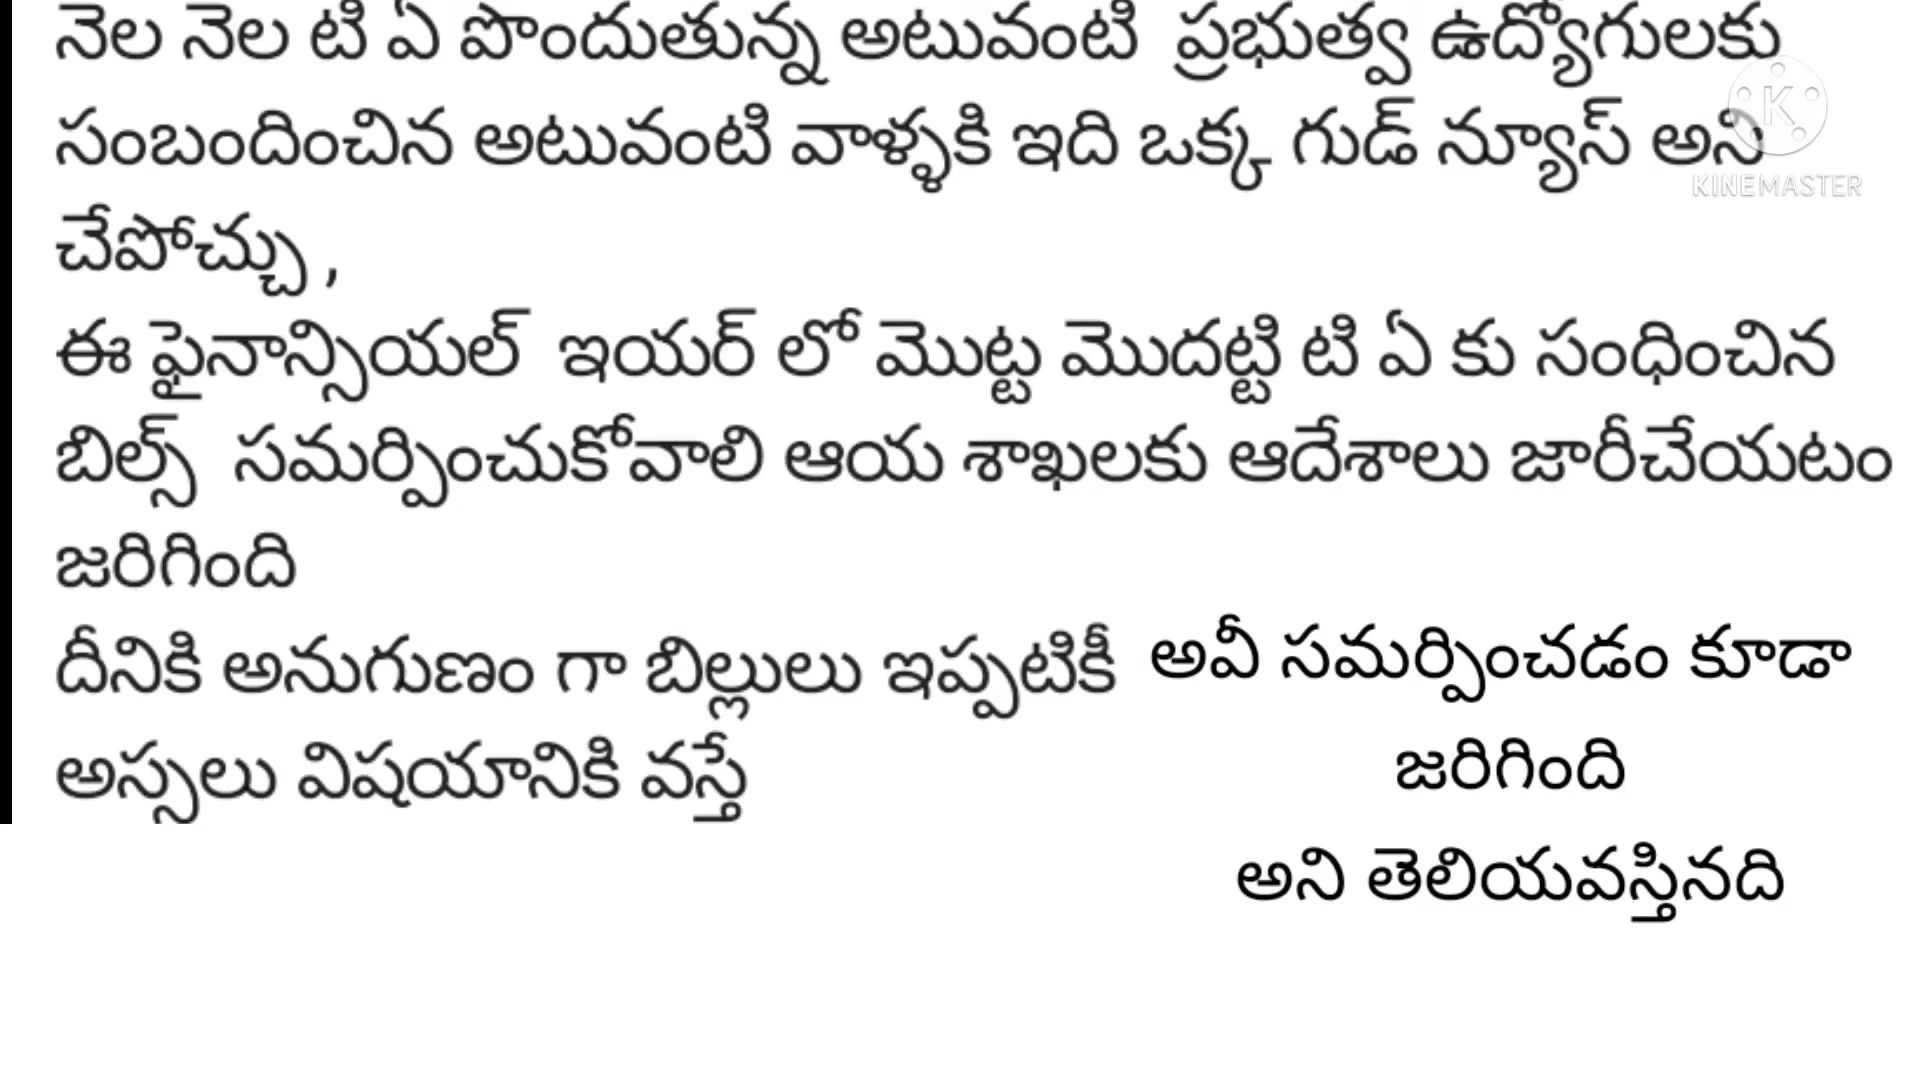 నెల నెల టి ఏ పొందుతున్న అటువంటి ప్రభుత్వ ఉద్యోగులకు
సంబందించిన అటువంటి వాళ్ళకి ఇది ఒక్క గుడ్ న్యూస్ అని
చేపోచ్చు ,
ఈ ఫైనాన్సియల్ ఇయర్ లో మొట్ట మొదట్టి టి ఏ కు సంధించిన
బిల్స్ సమర్పించుకోవాలి ఆయ శాఖలకు ఆదేశాలు జారీచేయటం
జరిగింది
దీనికి అనుగుణం గా బిల్లులు ఇప్పటికీ
అస్సలు విషయానికి వస్తే
అవీ సమర్పించడం కూడా
జరిగింది
అని తెలియవస్తినది
KINEMASTER